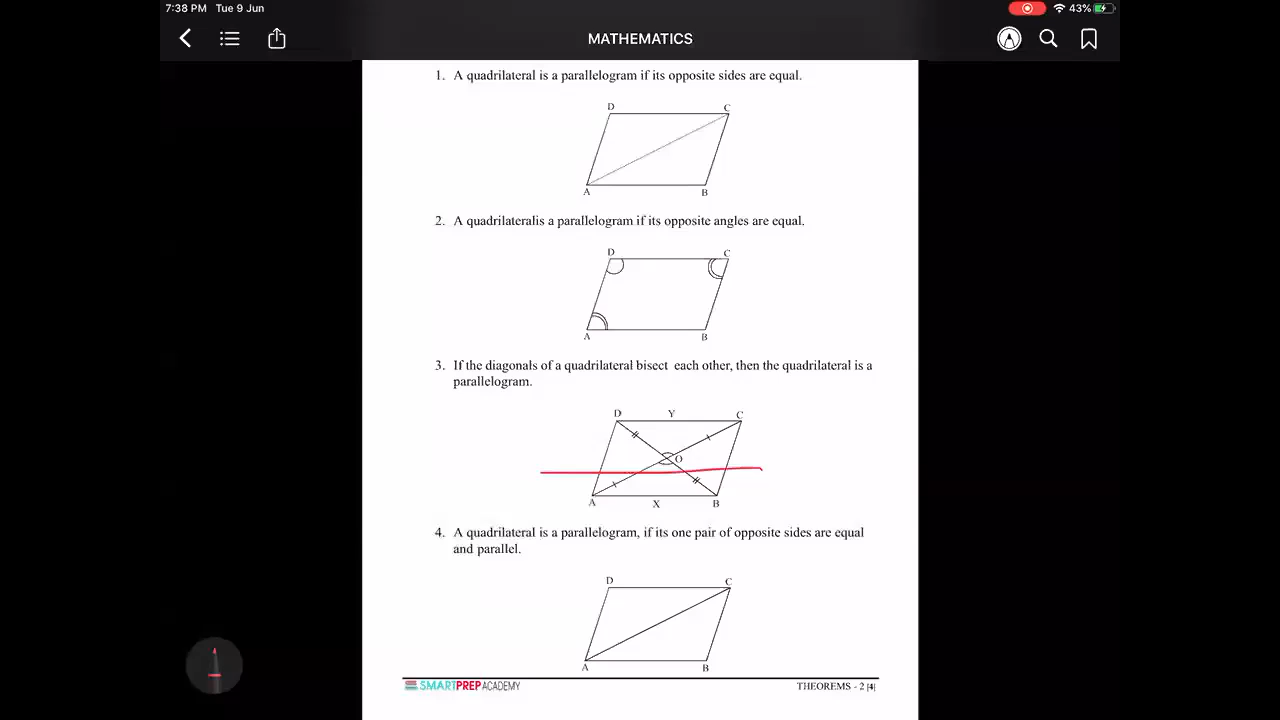 7:38 PM Tue 9 Jun
43%
MATHEMATICS
1. A quadrilateral is a parallelogram if its opposite sides are equal.
D C
A B
2. A quadrilateralis a parallelogram if its opposite angles are equal.
D C
A B
3. If the diagonals of a quadrilateral bisect each other, then the quadrilateral is a
parallelogram.
D Y C
O
A X B
4. A quadrilateral is a parallelogram, if its one pair of opposite sides are equal
and parallel.
D C
A B
SMARTPREP ACADEMY THEOREMS - 2 [4]